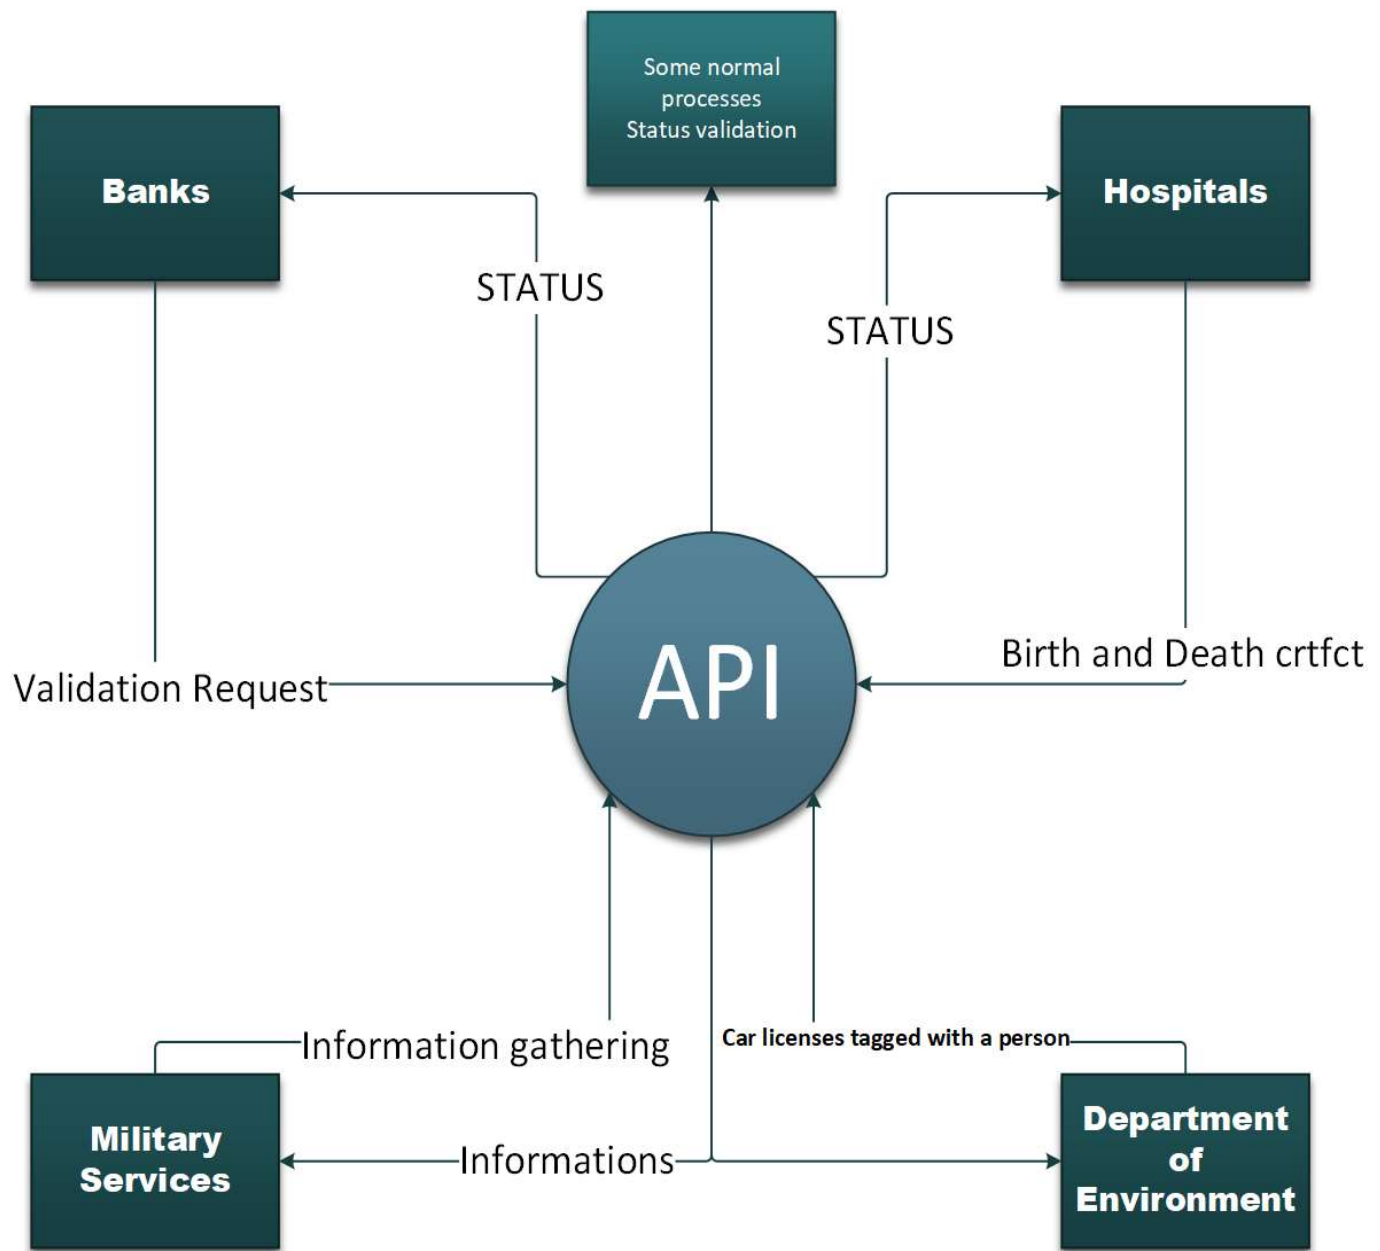 Some normal
processes
Status validation
Banks
Hospitals
STATUS
STATUS
API
Birth and Death crtfct
Validation Request
Information gathering
Car licenses tagged with a person
Military
Services
Informations
Department
of
Environment